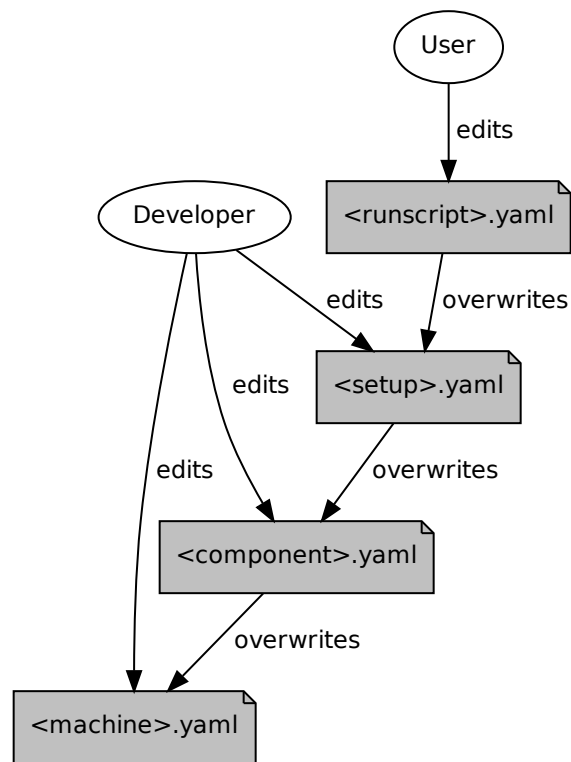 User
edits
<runscript>.yaml
Developer
edits
overwrites
<setup>.yaml
edits
edits
overwrites
<component>.yaml
overwrites
<machine>.yaml